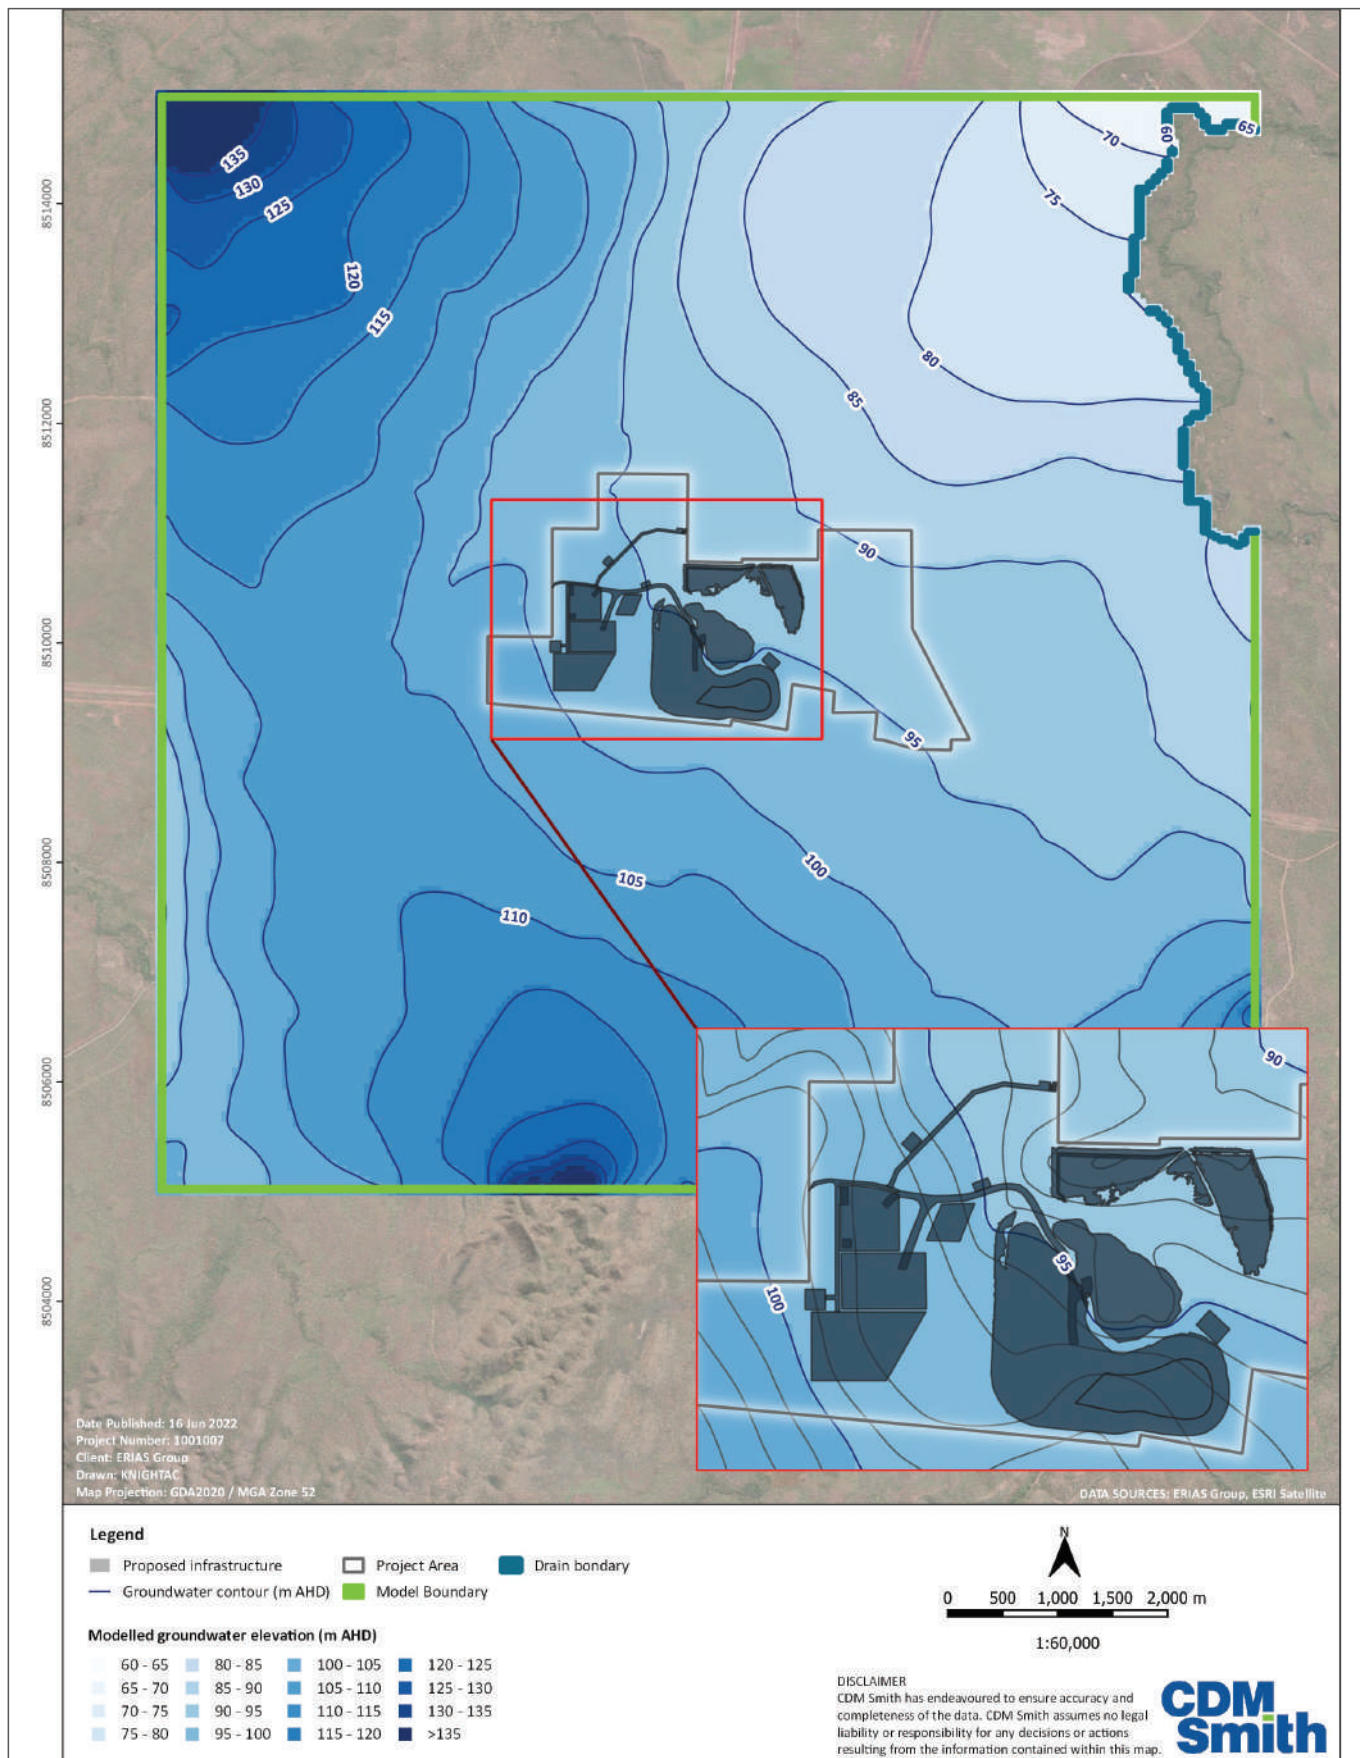 135
130
125
120
115
70
60
65
75
80
85
90
95
100
105
110
8514000
8512000
8510000
8508000
8506000
8504000
90
95
100
Date Published: 16 Jun 2022
Project Number: 1001007
Client: ERIAS Group
Drawn: KNIGHTAC
Map Projection: GDA2020 / MGA Zone 52
DATA SOURCES: ERIAS Group, ESRI Satellite
Legend
Proposed infrastructure
Project Area
Drain bondary
Groundwater contour (m AHD)
Model Boundary
Modelled groundwater elevation (m AHD)
60 - 65
80 - 85
100 - 105
120 - 125
65 - 70
85 - 90
105 - 110
125 - 130
70 - 75
90 - 95
110 - 115
130 - 135
75 - 80
95 - 100
115 - 120
>135
N
0 500 1,000 1,500 2,000 m
1:60,000
DISCLAIMER
CDM Smith has endeavoured to ensure accuracy and
completeness of the data. CDM Smith assumes no legal
liability or responsibility for any decisions or actions
resulting from the information contained within this map.
CDM
Smith